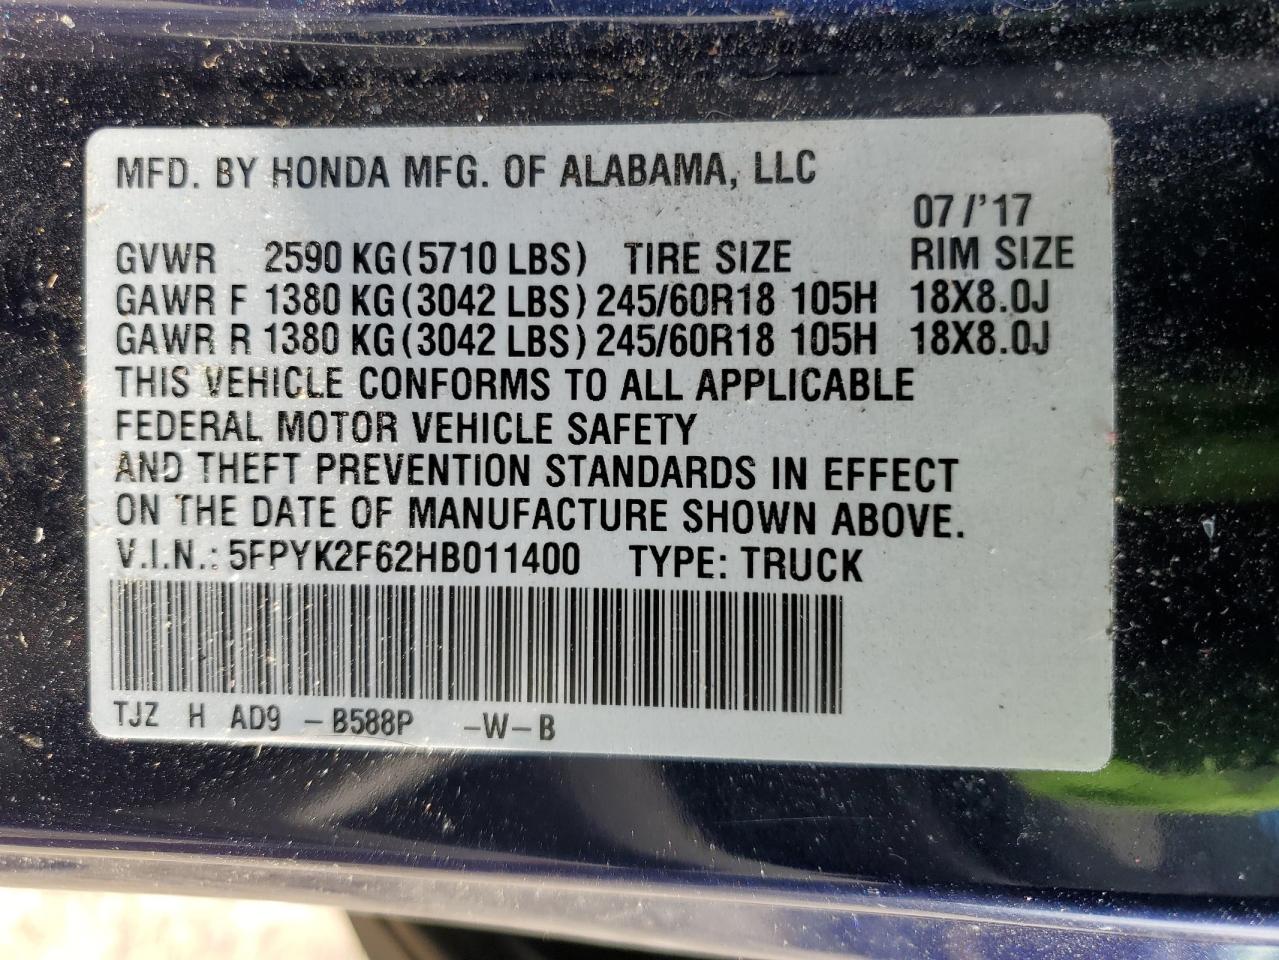 MFD. BY HONDA MFG. OF ALABAMA, LLC
07/'17
GVWR 2590 KG (5710 LBS) TIRE SIZE RIM SIZE
GAWR F 1380 KG (3042 LBS) 245/60R18 105H 18X8.0J
GAWR R 1380 KG (3042 LBS) 245/60R18 105H 18X8.0J
THIS VEHICLE CONFORMS TO ALL APPLICABLE
FEDERAL MOTOR VEHICLE SAFETY
AND THEFT PREVENTION STANDARDS IN EFFECT
ON THE DATE OF MANUFACTURE SHOWN ABOVE.
V.I.N.: 5FPYK2F62HB011400 TYPE: TRUCK
TJZ H AD9 -B588P -W-B